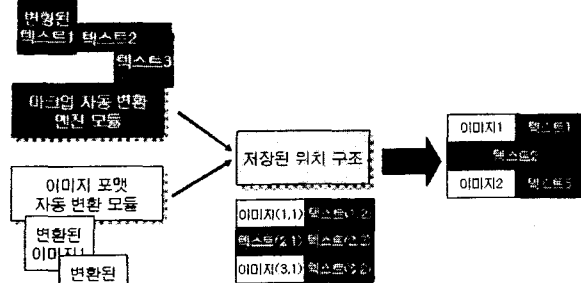 변형된
텍스트1 텍스트2
텍스트3
마크업 자동 변환
엔진 모듈
이미지 포맷
자동 변환 모듈
변환된
이미지1
변환된
저장된 위치 구조
이미지(1,1) 텍스트(1,2)
텍스트(2,1) 텍스트(2,2)
이미지(3,1) 텍스트(3,2)
이미지1 텍스트1
텍스트2
이미지2 텍스트3